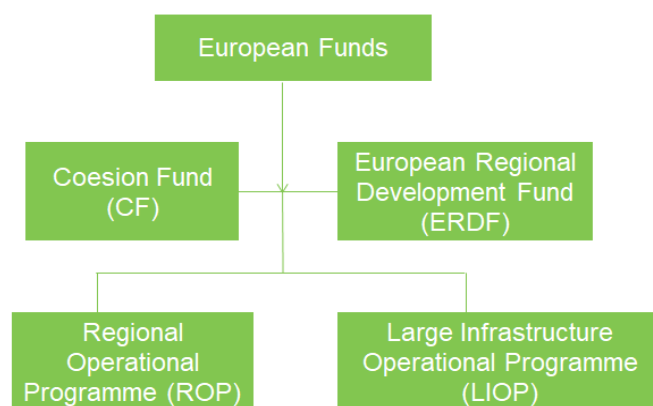 European Funds
Coesion Fund
(CF)
European Regional
Development Fund
(ERDF)
Regional
Operational
Programme (ROP)
Large Infrastructure
Operational Programme
(LIOP)